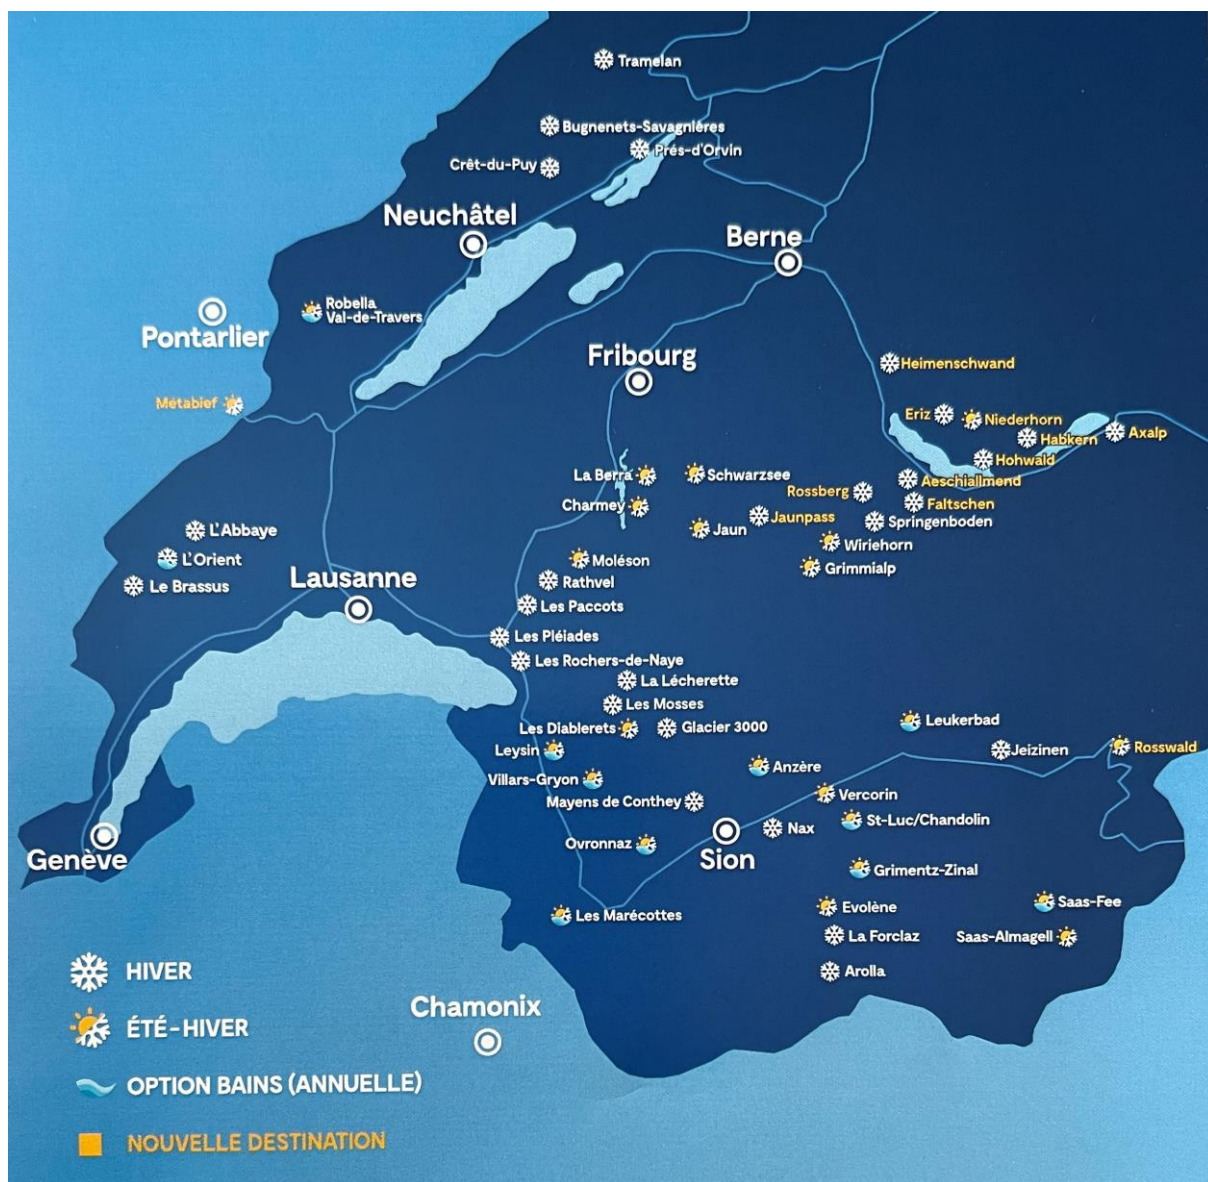 Tramelan
Bugnenets-Savagnières
Prés-d'Orvin
Crêt-du-Puy
Neuchâtel
Berne
Robella
Val-de-Travers
Pontarlier
Fribourg
Heimenschwand
Métabief
Eriz
Niederhorn
Habkern
Axalp
Hohwald
La Berra
Schwarzsee
Aeschiallmend
Rossberg
Faltschen
Charmey
Jaunpass
Springenboden
L'Abbaye
Jaun
Wiriehorn
L'Orient
Moléson
Grimmialp
Le Brassus
Lausanne
Rathvel
Les Paccots
Les Pléiades
Les Rochers-de-Naye
La Lécherette
Les Mosses
Leukerbad
Les Diablerets
Glacier 3000
Leysin
Jeizinen
Rosswald
Anzère
Villars-Gryon
Vercorin
Mayens de Conthey
St-Luc/Chandolin
Nax
Ovronnaz
Sion
Genève
Grimentz-Zinal
Saas-Fee
Evolène
Les Marécottes
La Forclaz
Saas-Almagell
Arolla
HIVER
Chamonix
ÉTÉ-HIVER
OPTION BAINS (ANNUELLE)
NOUVELLE DESTINATION